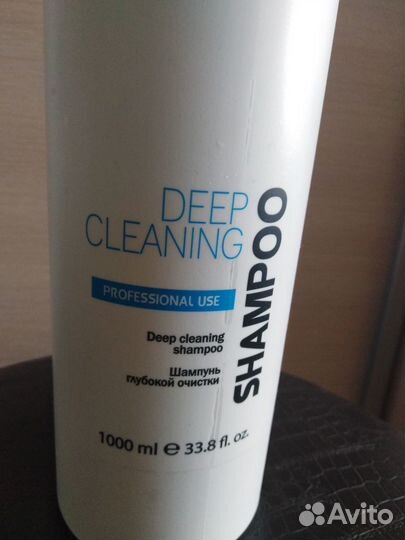 DEEP
CLEANING
PROFESSIONAL USE
Deep cleaning
shampoo
Шампунь
глубокой очистки
SHAMPOO
1000 ml ℮ 33.8 fl. oz.
Avito